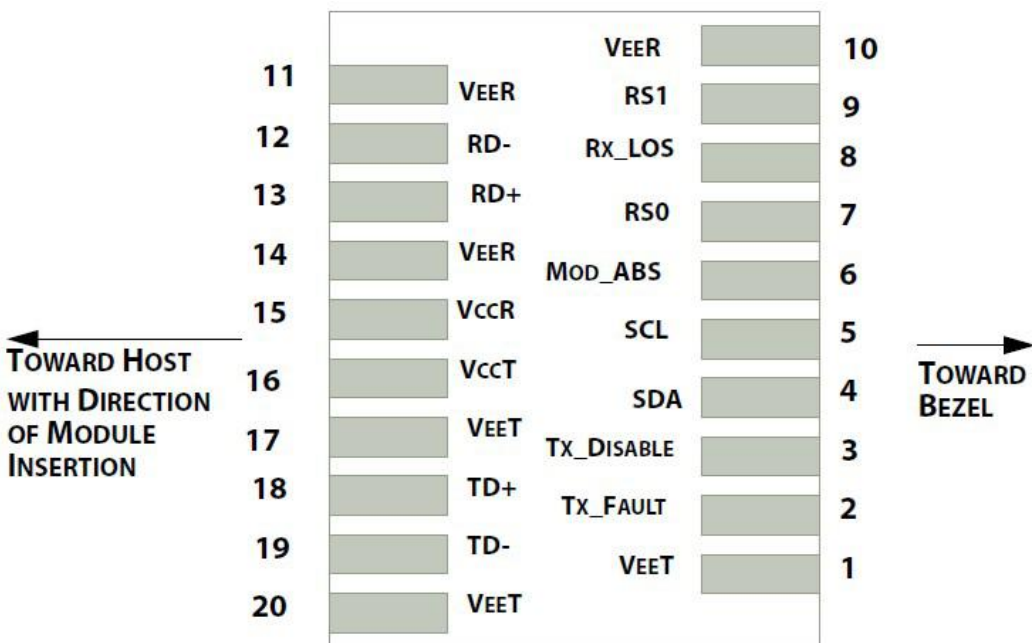 11 VEER
12 RD-
13 RD+
14 VEER
15 VCCR
16 VCCT
17 VEET
18 TD+
19 TD-
20 VEET
VEER 10
RS1 9
RX_LOS 8
RS0 7
MOD_ABS 6
SCL 5
SDA 4
TX_DISABLE 3
TX_FAULT 2
VEET 1
TOWARD HOST
WITH DIRECTION
OF MODULE
INSERTION
TOWARD
BEZEL